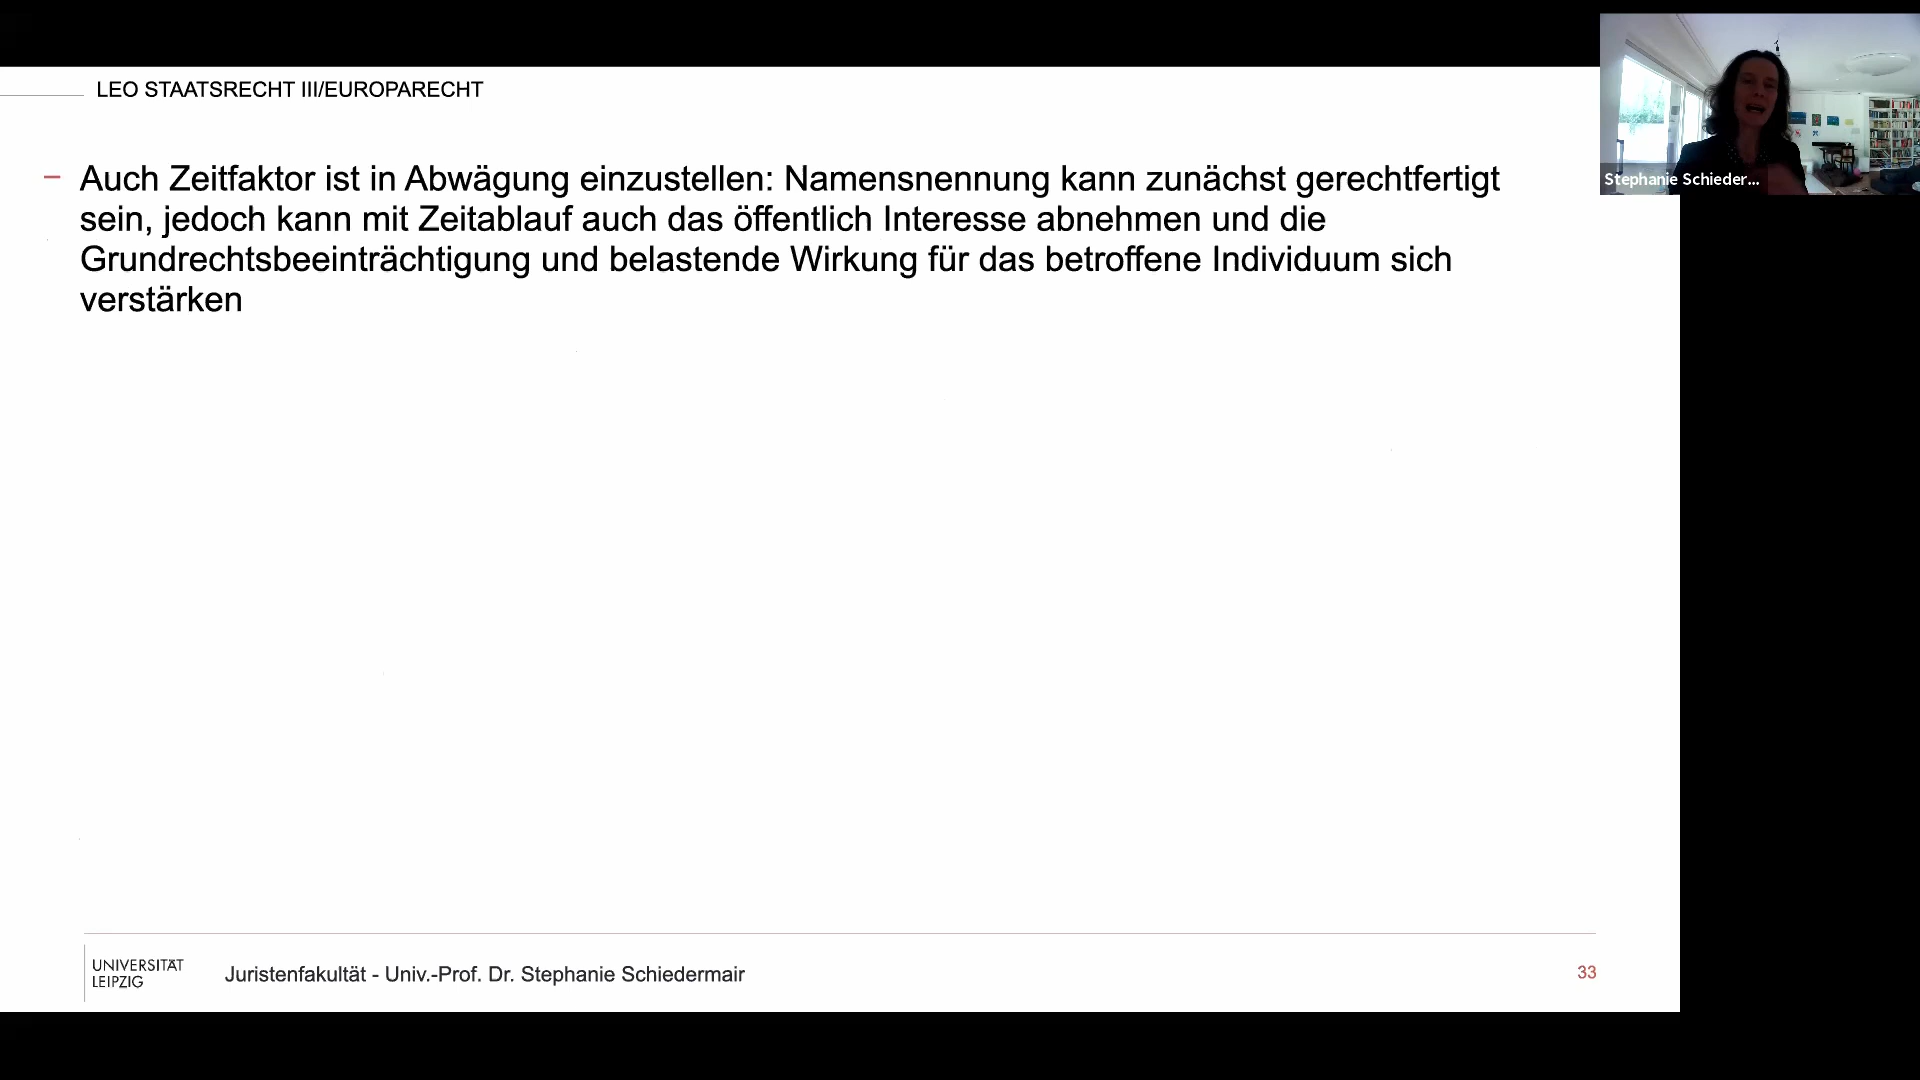 LEO STAATSRECHT III/EUROPARECHT
Stephanie Schieder...
– Auch Zeitfaktor ist in Abwägung einzustellen: Namensnennung kann zunächst gerechtfertigt
sein, jedoch kann mit Zeitablauf auch das öffentlich Interesse abnehmen und die
Grundrechtsbeeinträchtigung und belastende Wirkung für das betroffene Individuum sich
verstärken
UNIVERSITÄT
LEIPZIG
Juristenfakultät - Univ.-Prof. Dr. Stephanie Schiedermair
33